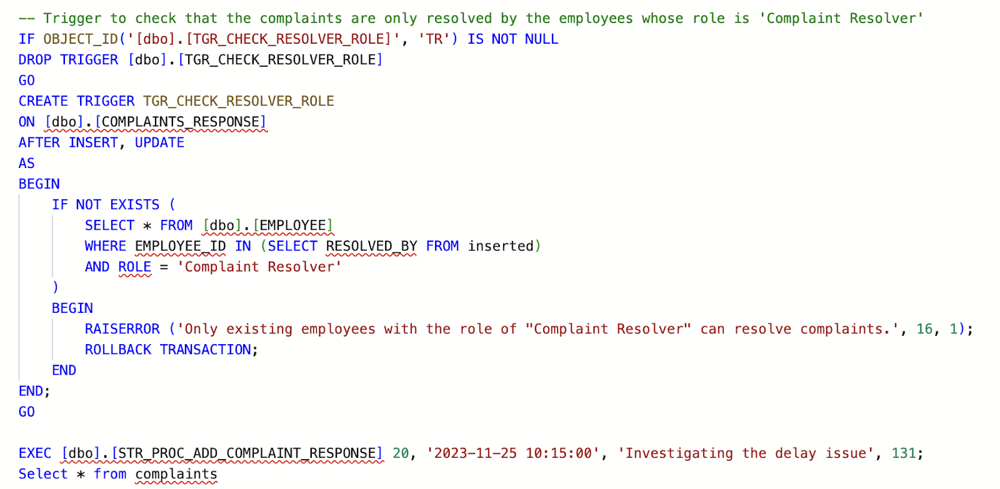 -- Trigger to check that the complaints are only resolved by the employees whose role is 'Complaint Resolver'
IF OBJECT_ID('[dbo].[TGR_CHECK_RESOLVER_ROLE]', 'TR') IS NOT NULL
DROP TRIGGER [dbo].[TGR_CHECK_RESOLVER_ROLE]
GO
CREATE TRIGGER TGR_CHECK_RESOLVER_ROLE
ON [dbo].[COMPLAINTS_RESPONSE]
AFTER INSERT, UPDATE
AS
BEGIN
    IF NOT EXISTS (
        SELECT * FROM [dbo].[EMPLOYEE]
        WHERE EMPLOYEE_ID IN (SELECT RESOLVED_BY FROM inserted)
        AND ROLE = 'Complaint Resolver'
    )
    BEGIN
        RAISERROR ('Only existing employees with the role of "Complaint Resolver" can resolve complaints.', 16, 1);
        ROLLBACK TRANSACTION;
    END
END;
GO
EXEC [dbo].[STR_PROC_ADD_COMPLAINT_RESPONSE] 20, '2023-11-25 10:15:00', 'Investigating the delay issue', 131;
Select * from complaints